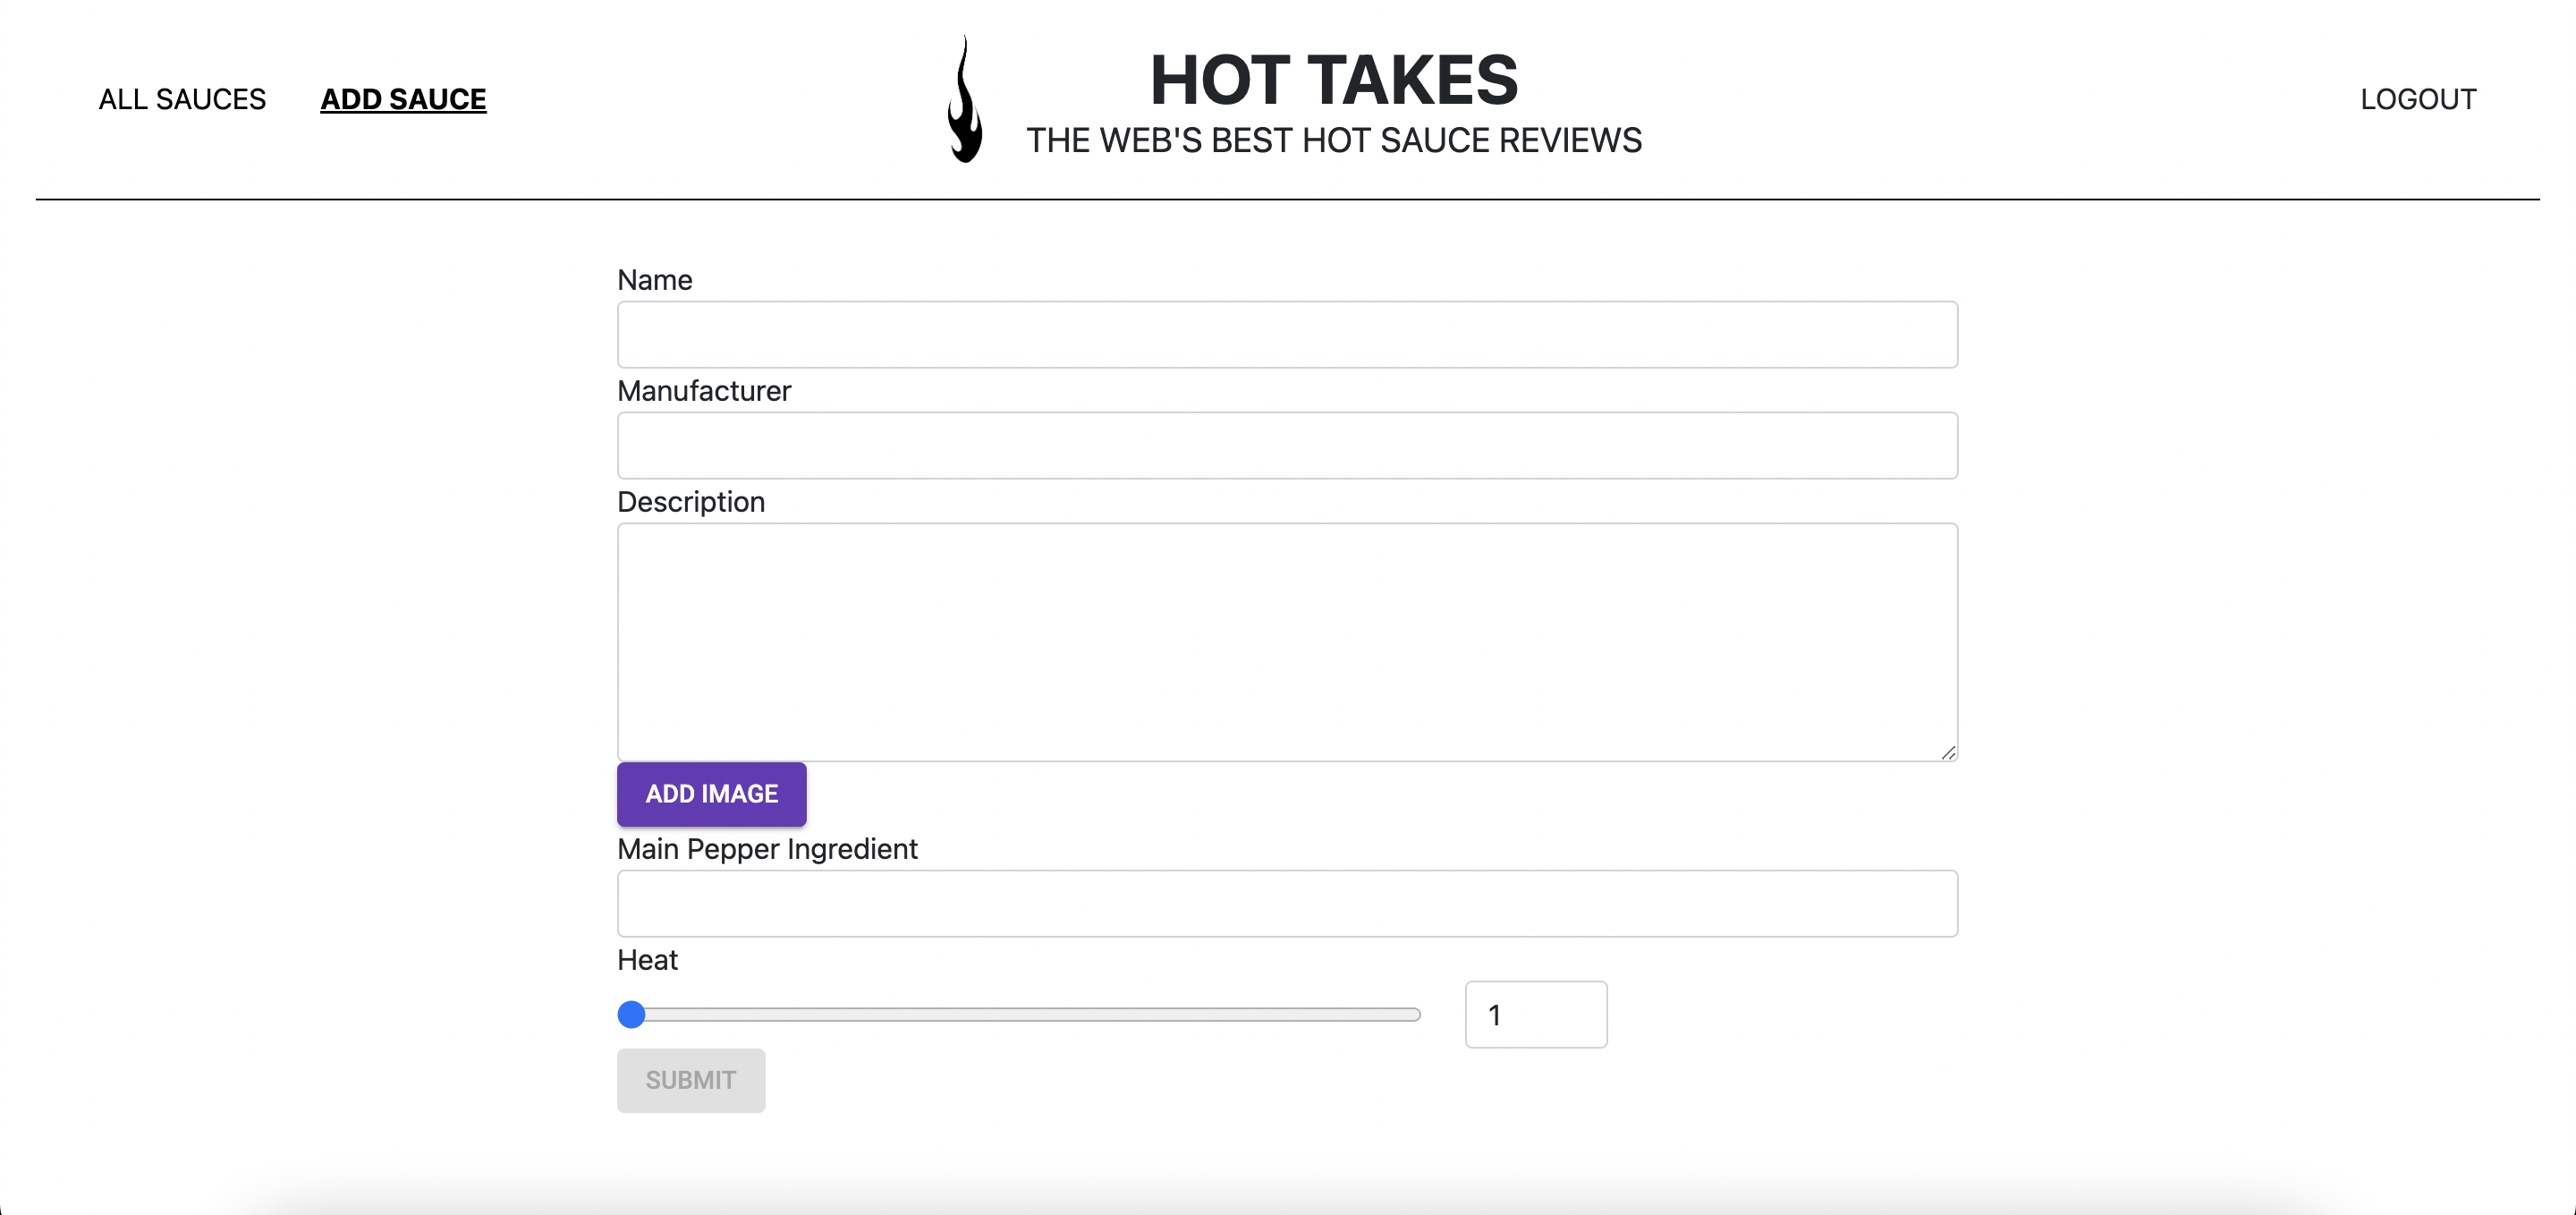 ALL SAUCES
ADD SAUCE
HOT TAKES
THE WEB'S BEST HOT SAUCE REVIEWS
LOGOUT
Name
Manufacturer
Description
ADD IMAGE
Main Pepper Ingredient
Heat
1
SUBMIT